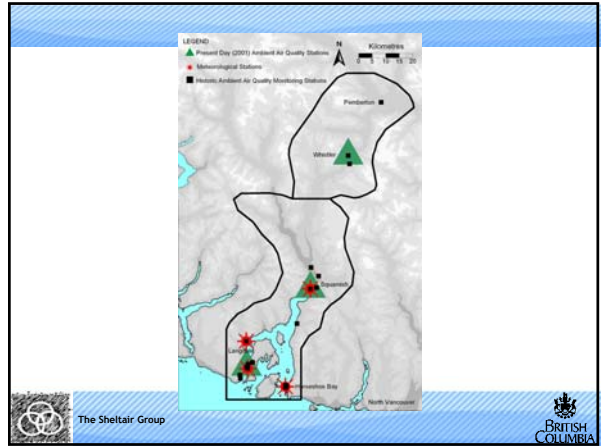 LEGEND
Present Day (2001) Ambient Air Quality Stations
Meteorological Stations
Historic Ambient Air Quality Monitoring Stations
N
Kilometres
0 5 10 15 20
Pemberton
Whistler
Squamish
Langdale
Horseshoe Bay
North Vancouver
The Sheltair Group
BRITISH
COLUMBIA